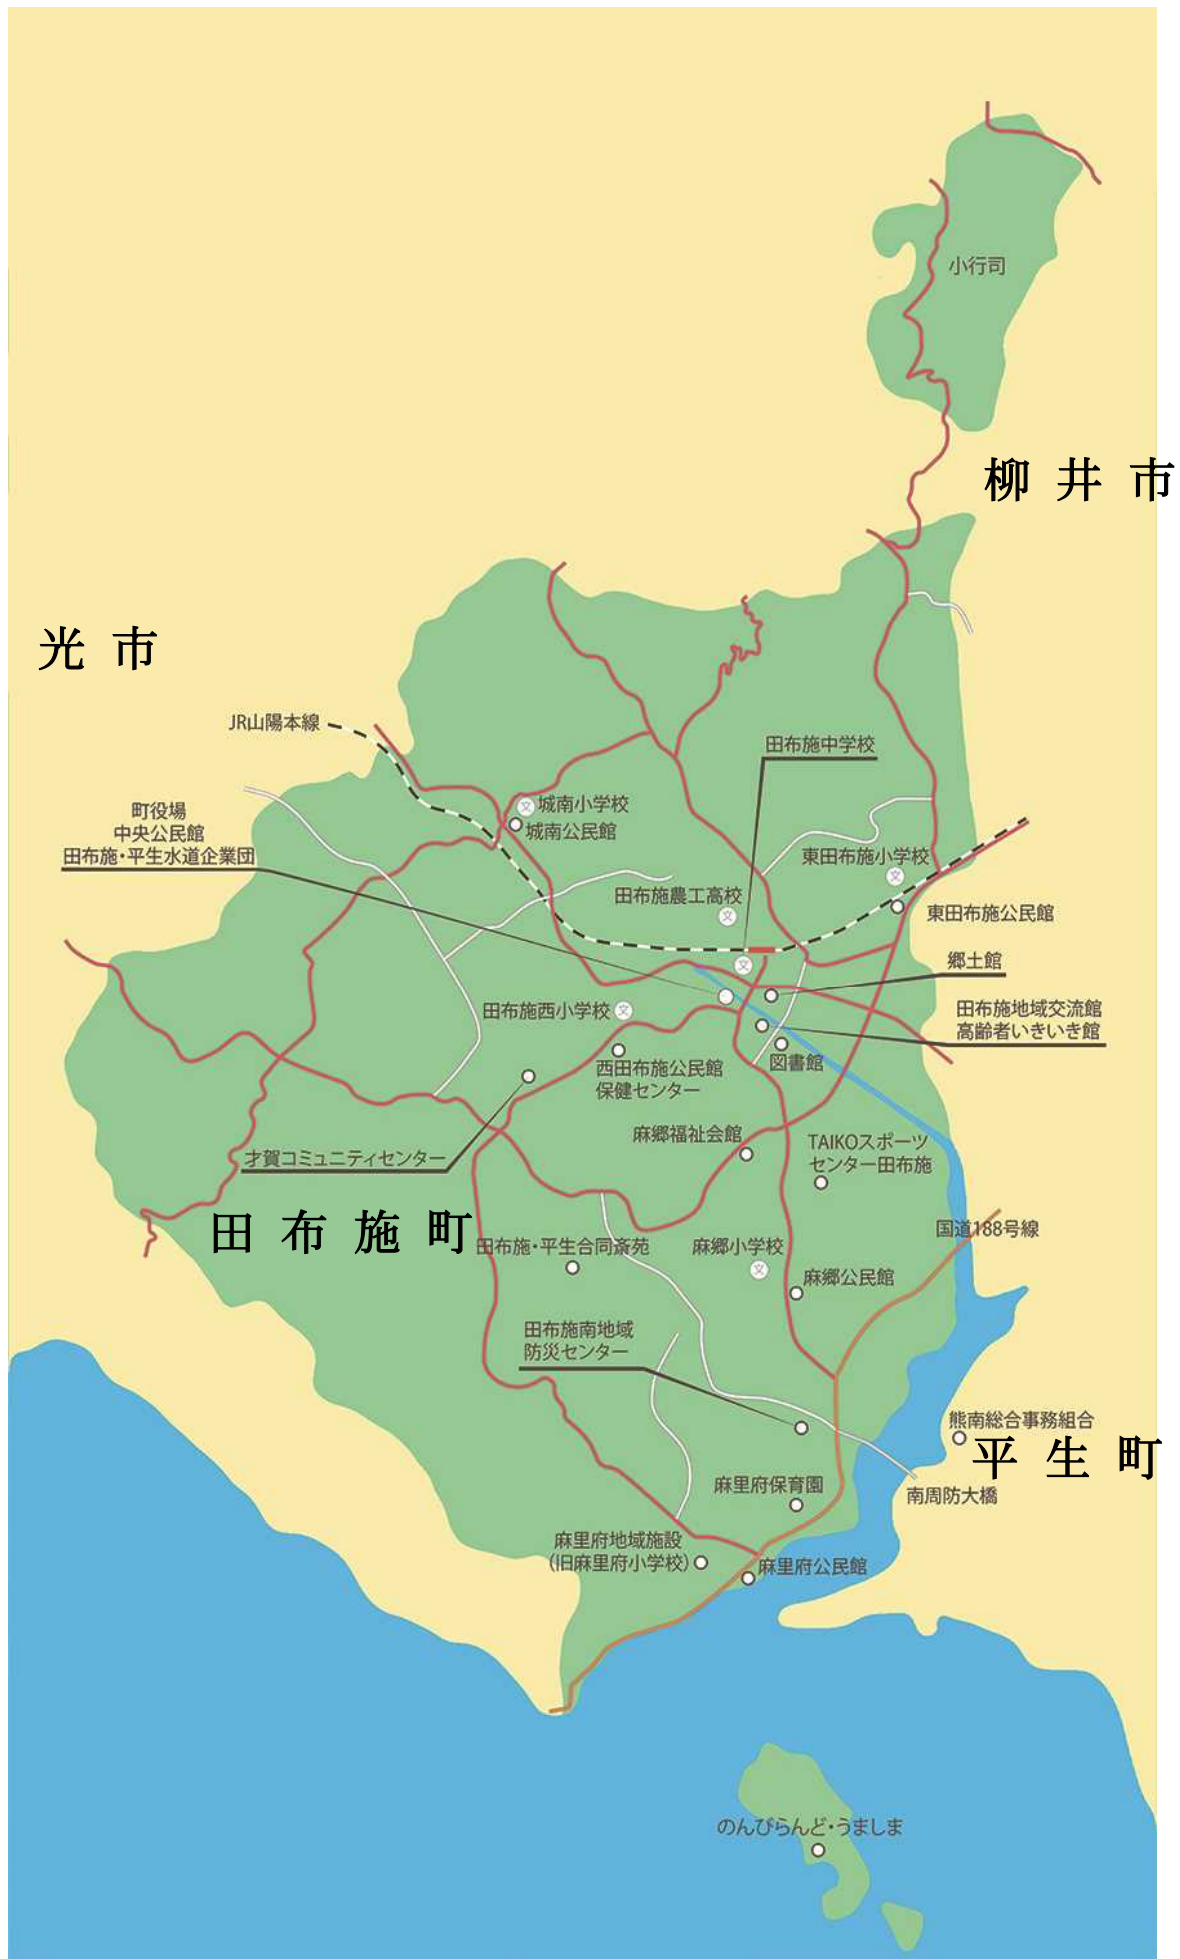 小行司
柳井市
光市
JR山陽本線
田布施中学校
町役場
中央公民館
田布施・平生水道企業団
文
城南小学校
城南公民館
東田布施小学校
文
田布施農工高校
文
東田布施公民館
文
郷土館
田布施西小学校
文
田布施地域交流館
高齢者いきいき館
図書館
西田布施公民館
保健センター
麻郷福祉会館
TAIKOスポーツ
センター田布施
才賀コミュニティセンター
田布施町
国道188号線
田布施・平生合同斎苑
麻郷小学校
文
麻郷公民館
田布施南地域
防災センター
熊南総合事務組合
平生町
麻里府保育園
南周防大橋
麻里府地域施設
(旧麻里府小学校)
麻里府公民館
のんびらんど・うましま